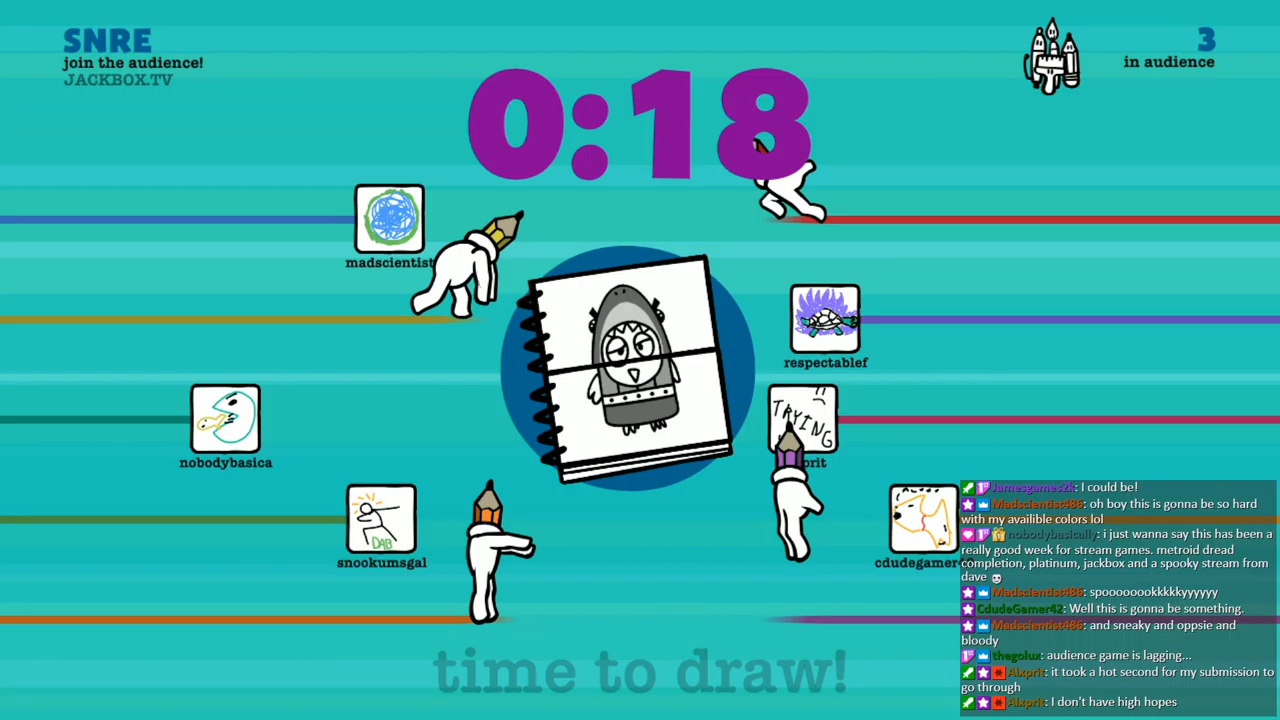 SNRE
join the audience!
JACKBOX.TV
3
in audience
0:18
madscientist
respectablef
TRYING
nobodybasica
prit
DAB
snookumsgal
cdudegamer4
time to draw!
Jamesgames2k: I could be!
Madscientist486: oh boy this is gonna be so hard
with my availible colors lol
nobodybasically: i just wanna say this has been a
really good week for stream games. metroid dread
completion, platinum, jackbox and a spooky stream from
dave
Madscientist486: spooooookkkkkyyyyyy
CdudeGamer42: Well this is gonna be something.
Madscientist486: and sneaky and oppsie and
bloody
thegolux: audience game is lagging...
Alxprit: it took a hot second for my submission to
go through
Alxprit: I don't have high hopes